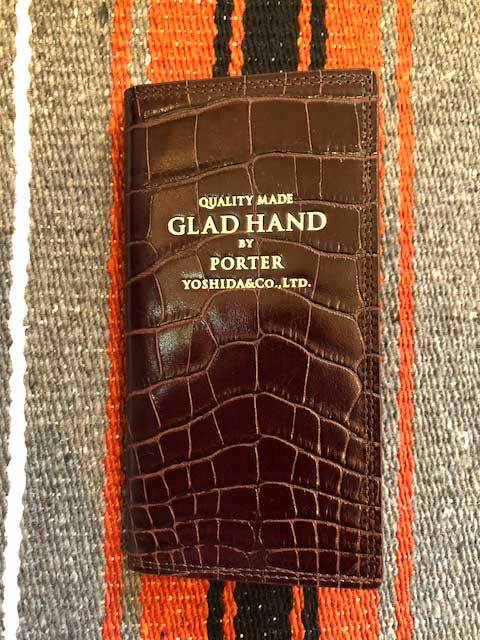 QUALITY MADE
GLAD HAND
BY
PORTER
YOSHIDA&CO.,LTD.